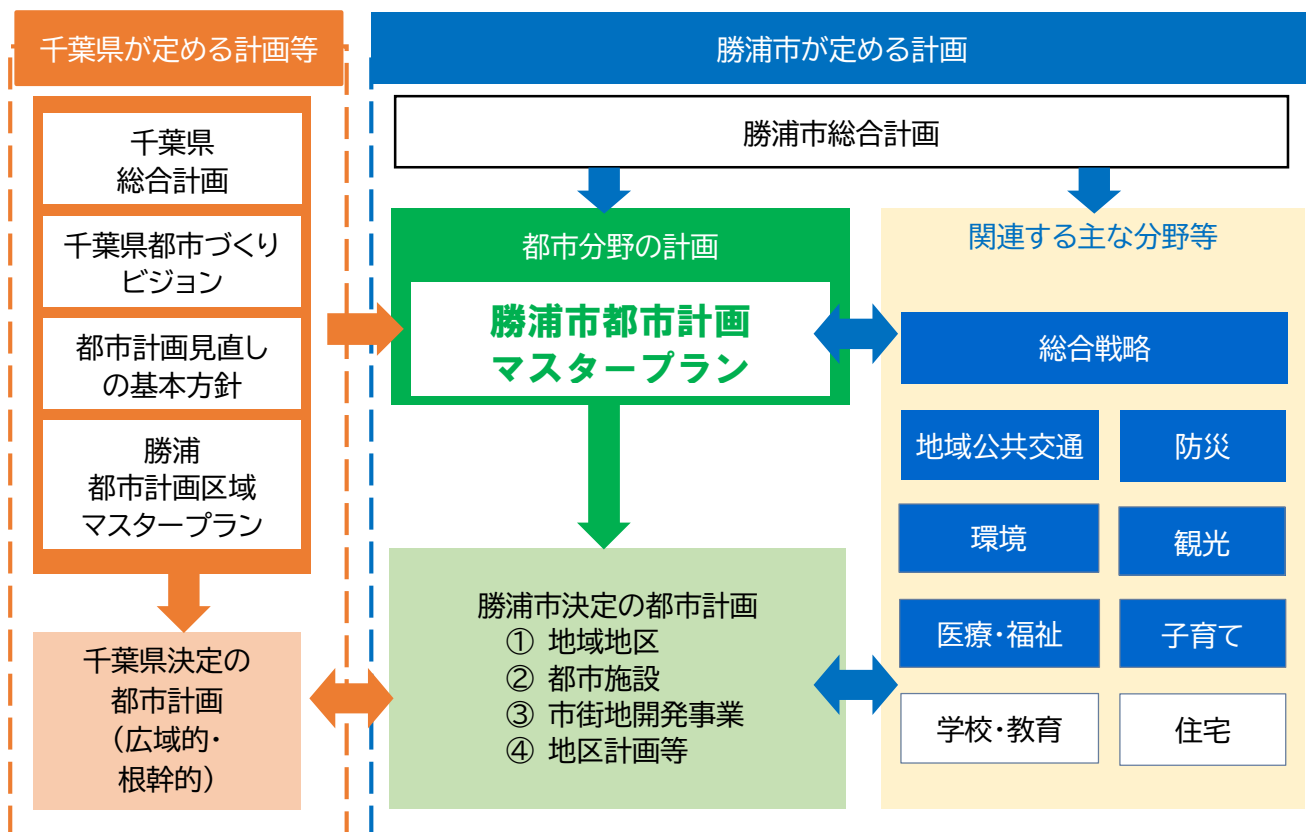 千葉県が定める計画等
千葉県
総合計画
千葉県都市づくり
ビジョン
都市計画見直し
の基本方針
勝浦
都市計画区域
マスタープラン
千葉県決定の
都市計画
（広域的・
根幹的）
勝浦市が定める計画
勝浦市総合計画
都市分野の計画
勝浦市都市計画
マスタープラン
勝浦市決定の都市計画
① 地域地区
② 都市施設
③ 市街地開発事業
④ 地区計画等
関連する主な分野等
総合戦略
地域公共交通
防災
環境
観光
医療・福祉
子育て
学校・教育
住宅